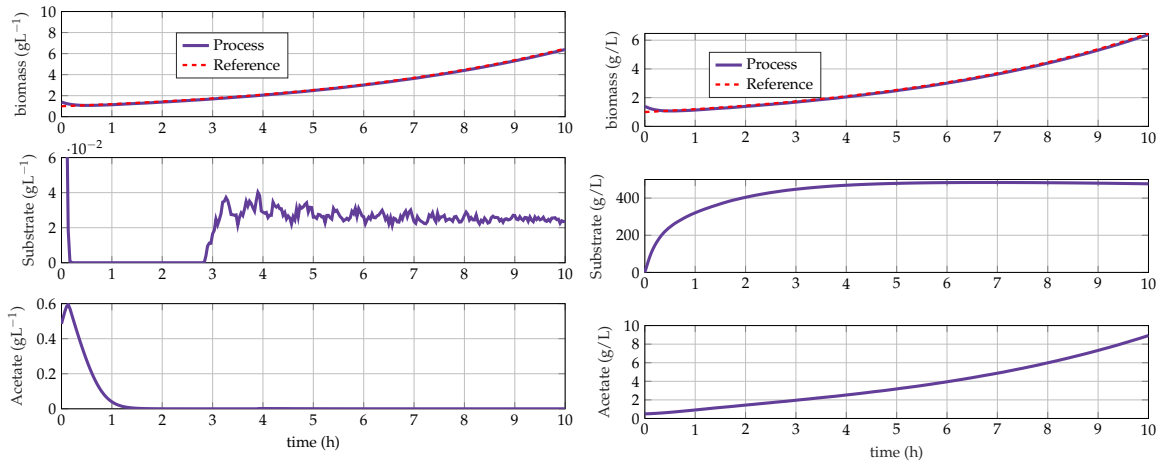 10
8
6
4
2
0
biomass (gL⁻¹)
Process
Reference
0 1 2 3 4 5 6 7 8 9 10
·10⁻²
6
4
2
0
Substrate (gL⁻¹)
0 1 2 3 4 5 6 7 8 9 10
0.6
0.4
0.2
0
Acetate (gL⁻¹)
0 1 2 3 4 5 6 7 8 9 10
time (h)
6
4
2
0
biomass (g/L)
Process
Reference
0 1 2 3 4 5 6 7 8 9 10
400
200
0
Substrate (g/L)
0 1 2 3 4 5 6 7 8 9 10
10
8
6
4
2
0
Acetate (g/L)
0 1 2 3 4 5 6 7 8 9 10
time (h)